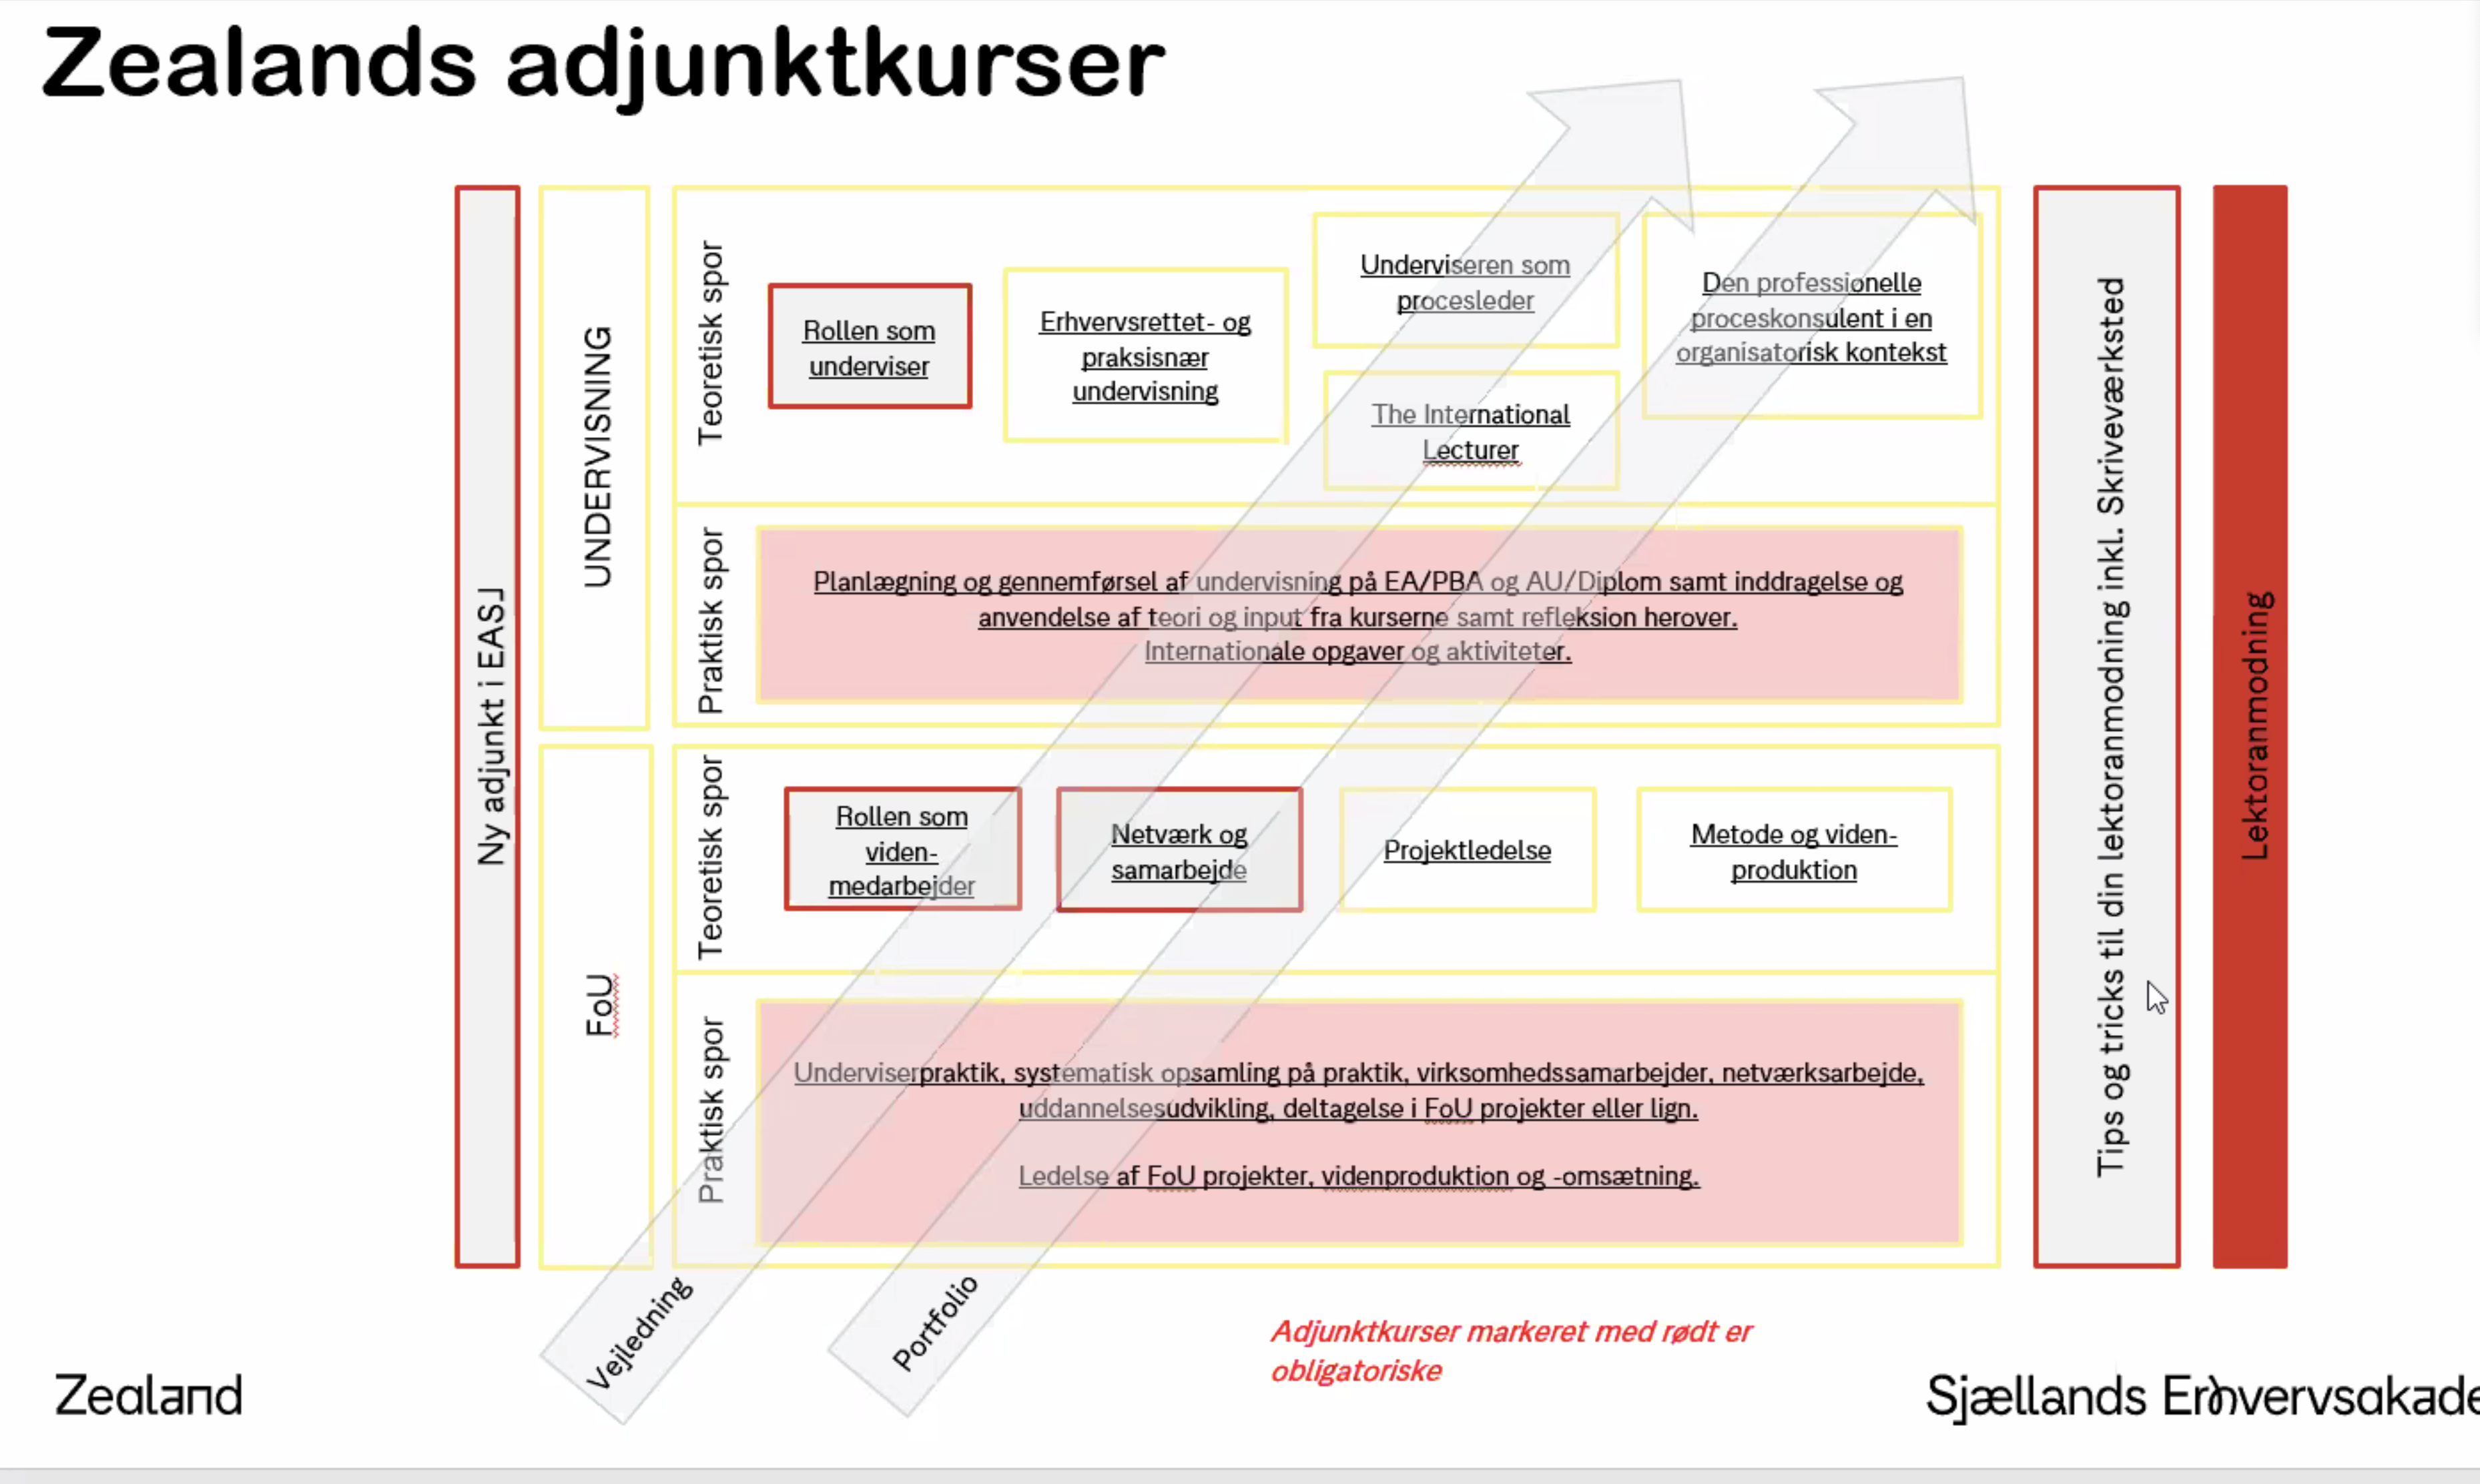 Zealands adjunktkurser
Ny adjunkt i EASJ
UNDERVISNING
Teoretisk spor
Rollen som
underviser
Erhvervsrettet- og
praksisnær
undervisning
Underviseren som
procesleder
The International
Lecturer
Den professionelle
proceskonsulent i en
organisatorisk kontekst
Praktisk spor
Planlægning og gennemførsel af undervisning på EA/PBA og AU/Diplom samt inddragelse og
anvendelse af teori og input fra kurserne samt refleksion herover.
Internationale opgaver og aktiviteter.
FoU
Teoretisk spor
Rollen som
viden-
medarbejder
Netværk og
samarbejde
Projektledelse
Metode og viden-
produktion
Praktisk spor
Underviserpraktik, systematisk opsamling på praktik, virksomhedssamarbejder, netværksarbejde,
uddannelsesudvikling, deltagelse i FoU projekter eller lign.
Ledelse af FoU projekter, videnproduktion og -omsætning.
Tips og tricks til din lektoranmodning inkl. Skriveværksted
Lektoranmodning
Vejledning
Portfolio
Adjunktkurser markeret med rødt er
obligatoriske
Zealand
Sjællands Erhvervsakade